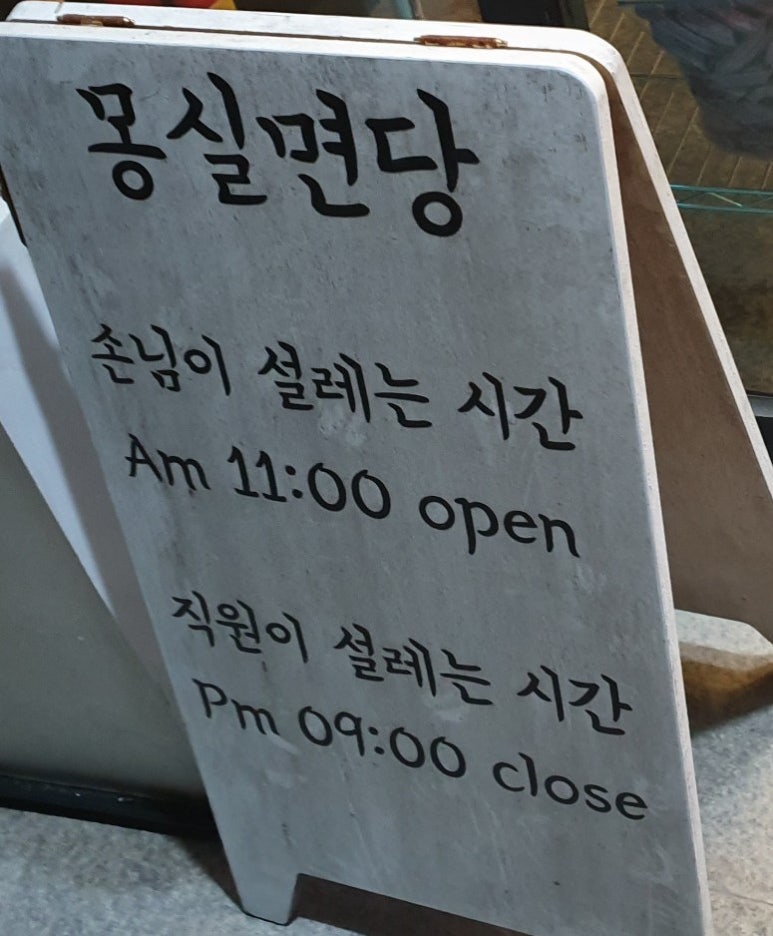 몽실면당
손님이 설레는 시간
Am 11:00 open
직원이 설레는 시간
Pm 09:00 close